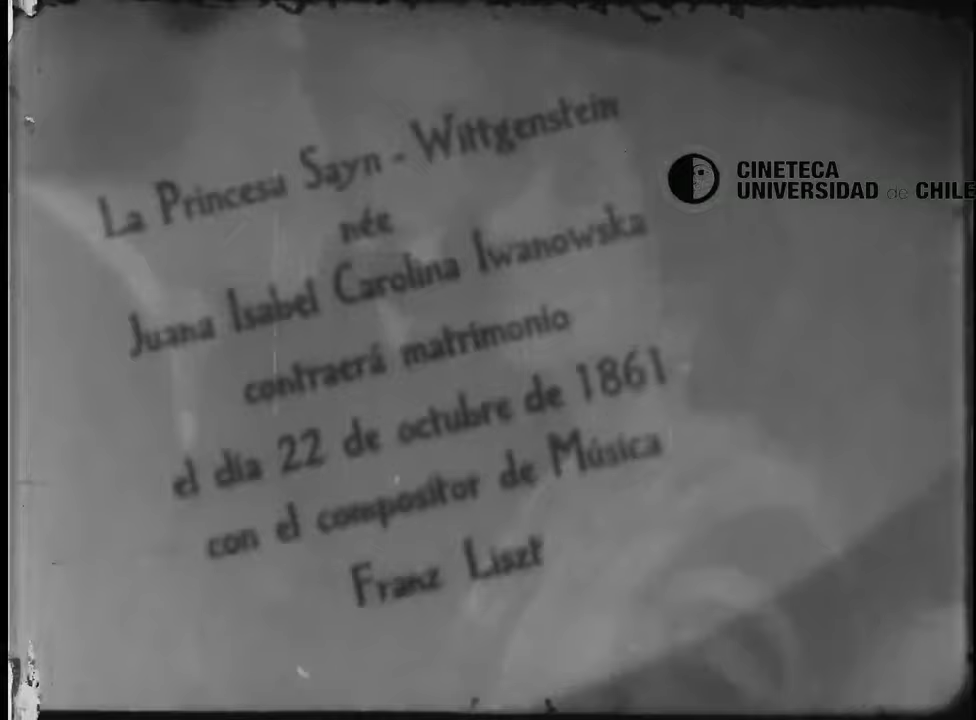 La Princesa Sayn - Wittgenstein
née
Juana Isabel Carolina Iwanowska
contraerá matrimonio
el día 22 de octubre de 1861
con el compositor de Música
Franz Liszt
CINETECA
UNIVERSIDAD de CHILE